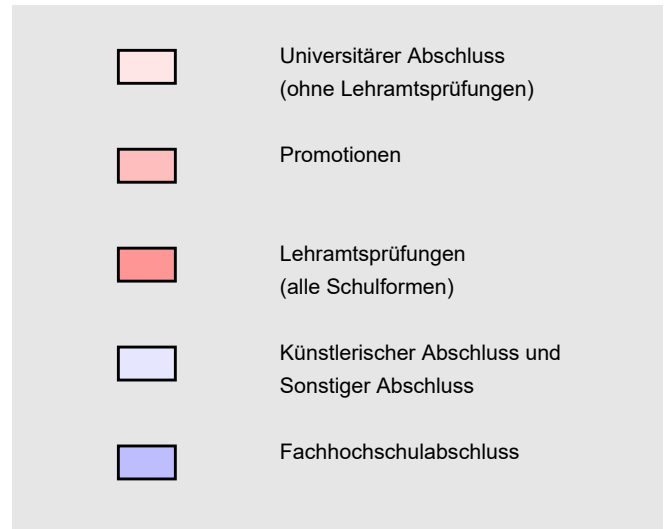 Universitärer Abschluss
(ohne Lehramtsprüfungen)
Promotionen
Lehramtsprüfungen
(alle Schulformen)
Künstlerischer Abschluss und
Sonstiger Abschluss
Fachhochschulabschluss